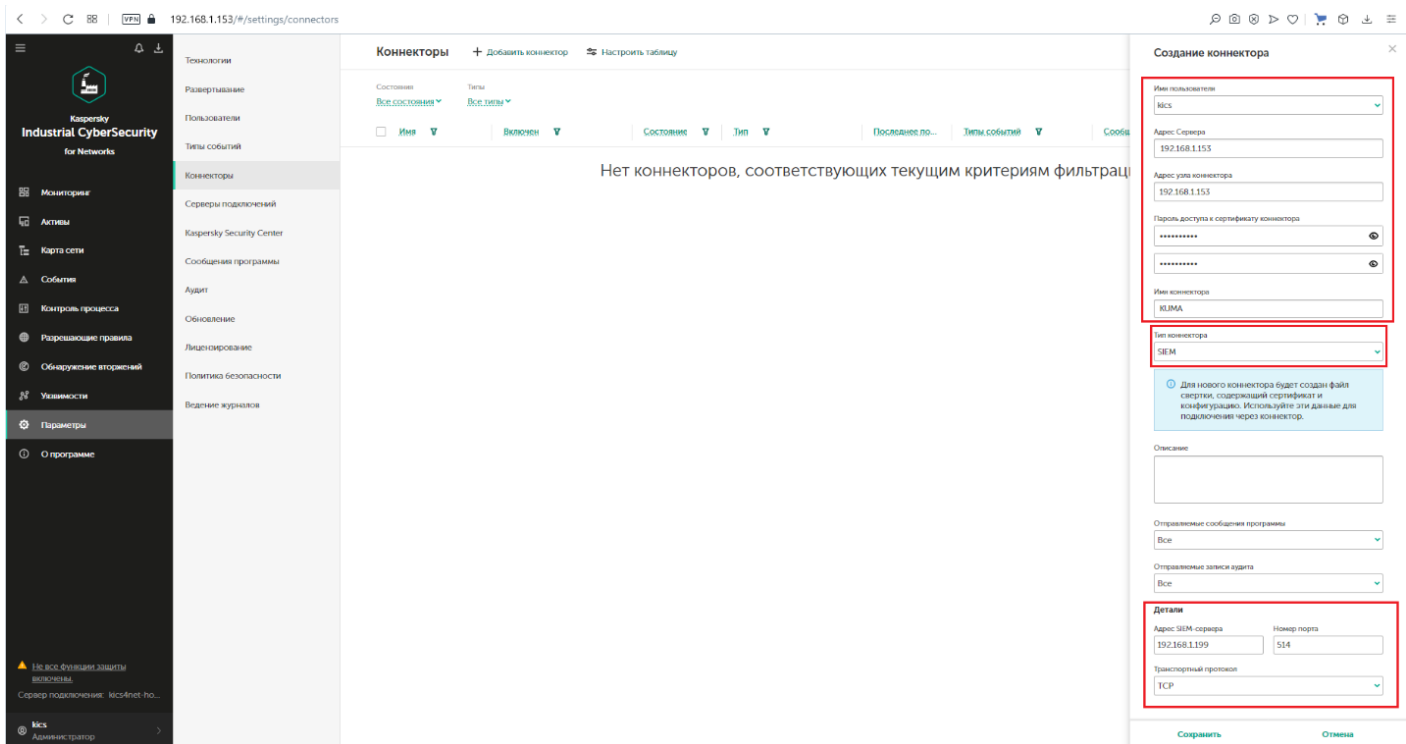 VPN 192.168.1.153/#/settings/connectors
Kaspersky
Industrial CyberSecurity
for Networks
Мониторинг
Активы
Карта сети
События
Контроль процесса
Разрешающие правила
Обнаружение вторжений
Уязвимости
Параметры
О программе
Не все функции защиты
включены.
Сервер подключения: kics4net-ho...
kics
Администратор
Технологии
Развертывание
Пользователи
Типы событий
Коннекторы
Серверы подключений
Kaspersky Security Center
Сообщения программы
Аудит
Обновление
Лицензирование
Политика безопасности
Ведение журналов
Коннекторы + Добавить коннектор Настроить таблицу
Состояния Типы
Все состояния Все типы
Имя Включен Состояние Тип Последнее по... Типы событий Сообщ
Нет коннекторов, соответствующих текущим критериям фильтраци
Создание коннектора
Имя пользователя
kics
Адрес Сервера
192.168.1.153
Адрес узла коннектора
192.168.1.153
Пароль доступа к сертификату коннектора
••••••••••
••••••••••
Имя коннектора
KUMA
Тип коннектора
SIEM
Для нового коннектора будет создан файл
свертки, содержащий сертификат и
конфигурацию. Используйте эти данные для
подключения через коннектор.
Описание
Отправляемые сообщения программы
Все
Отправляемые записи аудита
Все
Детали
Адрес SIEM-сервера Номер порта
192.168.1.199 514
Транспортный протокол
TCP
Сохранить Отмена